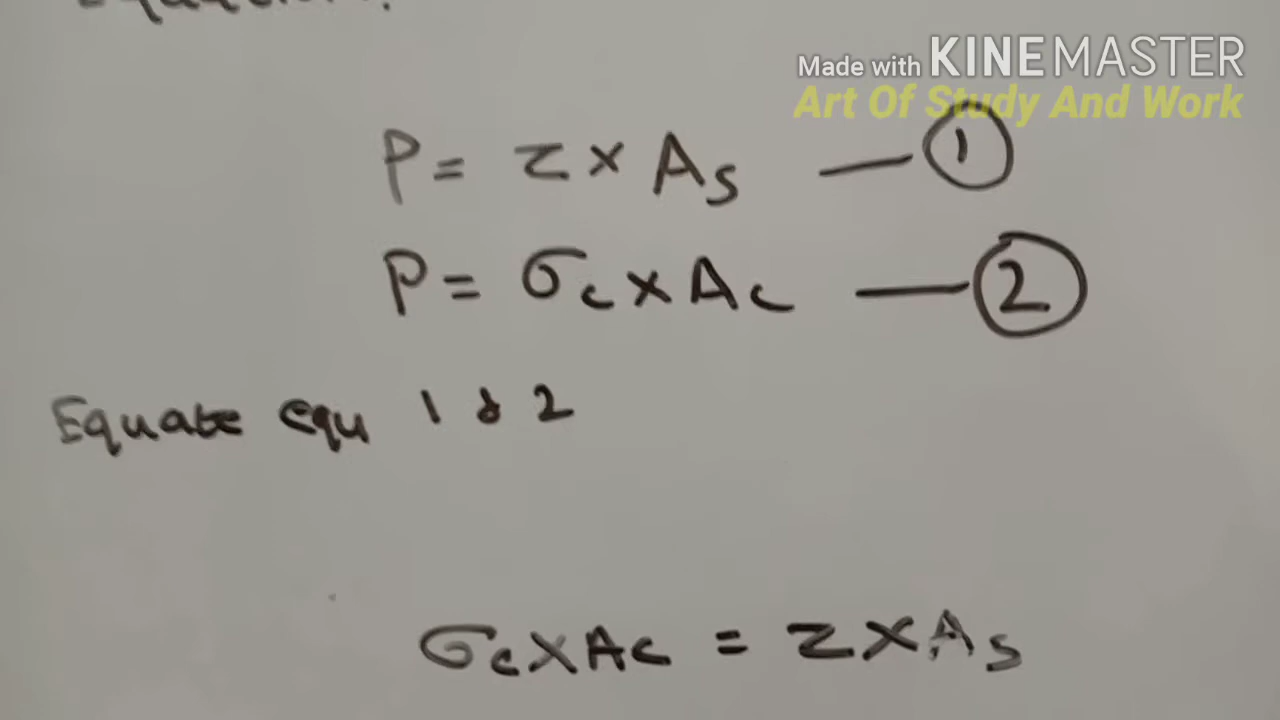 Equation.
Made with KINEMASTER
Art Of Study And Work
P = Z × As — 1
P = σc × Ac — 2
Equate equ 1 & 2
σc × Ac = Z × As